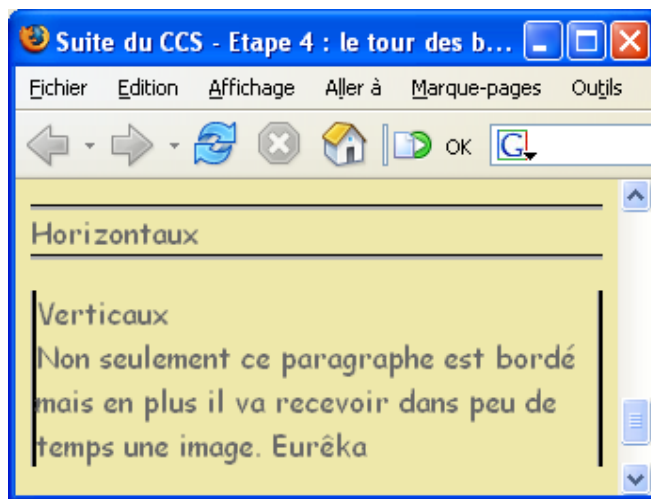 Suite du CCS - Etape 4 : le tour des b...
Fichier Edition Affichage Aller à Marque-pages Outils
OK G
Horizontaux
Verticaux
Non seulement ce paragraphe est bordé
mais en plus il va recevoir dans peu de
temps une image. Eurêka